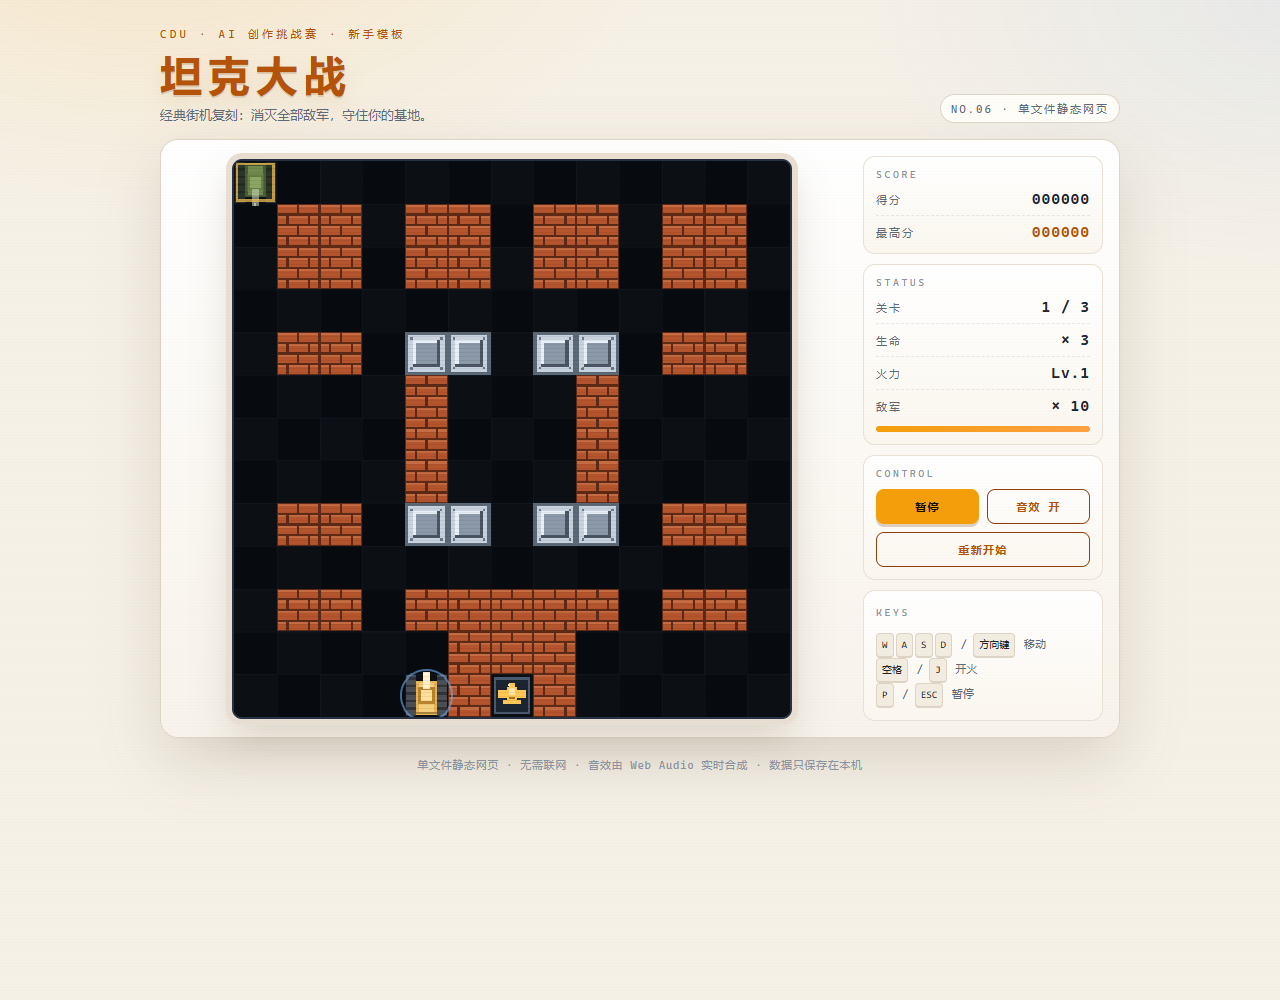 CDU · AI 创作挑战赛 · 新手模板
坦克大战
经典街机复刻：消灭全部敌军，守住你的基地。
NO.06 · 单文件静态网页
SCORE
得分 000000
最高分 000000
STATUS
关卡 1 / 3
生命 × 3
火力 Lv.1
敌军 × 10
CONTROL
暂停 音效 开
重新开始
KEYS
W A S D / 方向键 移动
空格 / J 开火
P / ESC 暂停
单文件静态网页 · 无需联网 · 音效由 Web Audio 实时合成 · 数据只保存在本机